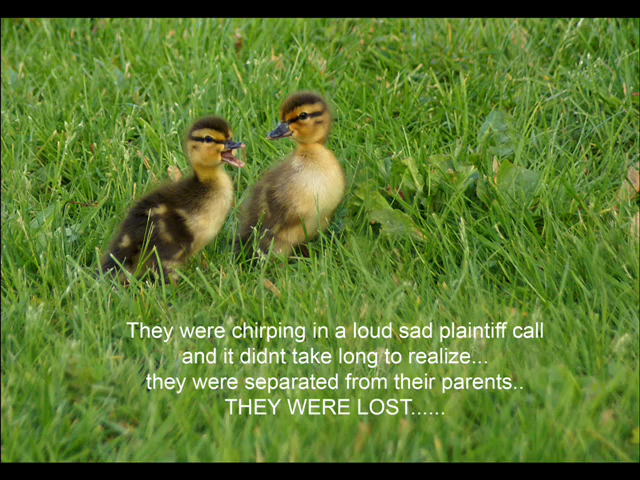 They were chirping in a loud sad plaintiff call
and it didnt take long to realize...
they were separated from their parents..
THEY WERE LOST......